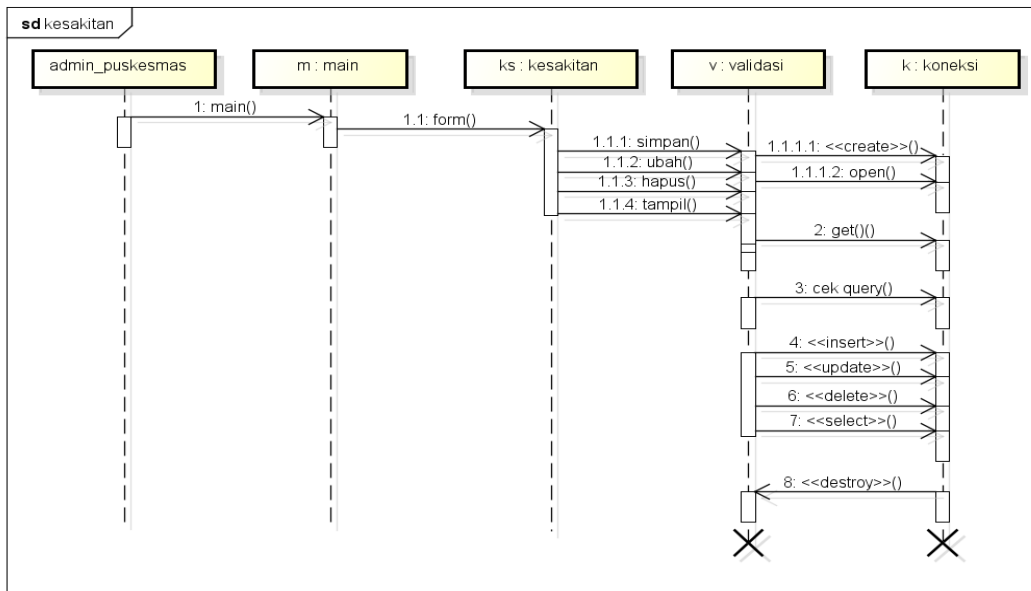 sd kesakitan
admin_puskesmas
m : main
ks : kesakitan
v : validasi
k : koneksi
1: main()
1.1: form()
1.1.1: simpan()
1.1.1.1: <<create>>()
1.1.2: ubah()
1.1.1.2: open()
1.1.3: hapus()
1.1.4: tampil()
2: get()()
3: cek query()
4: <<insert>>()
5: <<update>>()
6: <<delete>>()
7: <<select>>()
8: <<destroy>>()